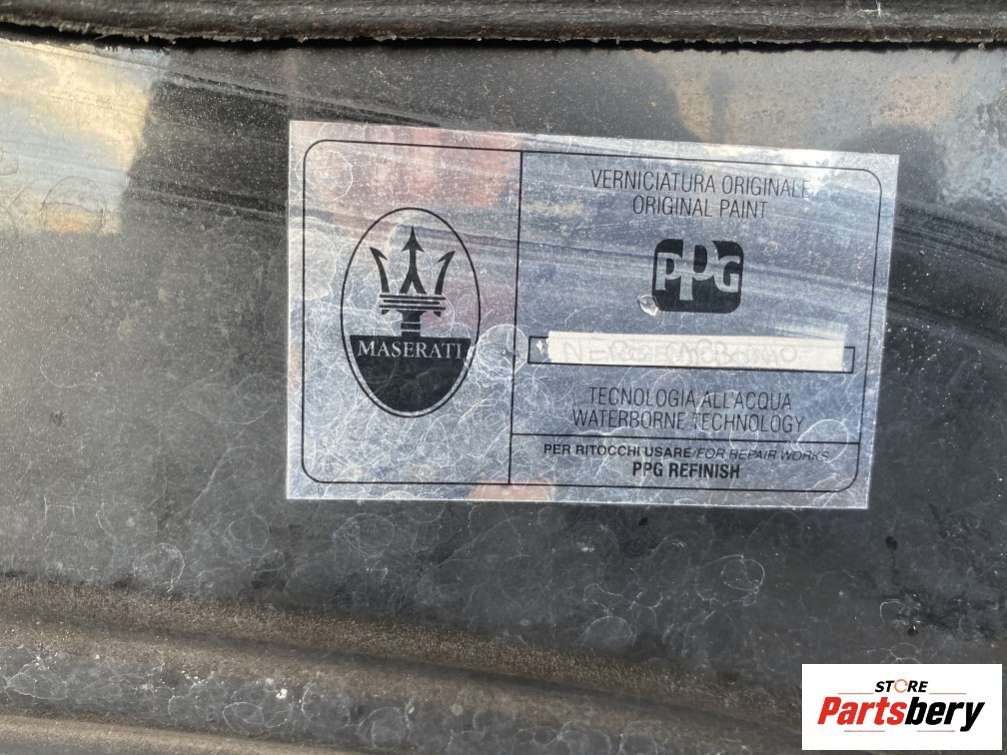 MASERATI
VERNICIATURA ORIGINALE
ORIGINAL PAINT
PPG
NERO
TECNOLOGIA ALL'ACQUA
WATERBORNE TECHNOLOGY
PER RITOCCHI USARE/FOR REPAIR WORKS
PPG REFINISH
STORE
Partsbery